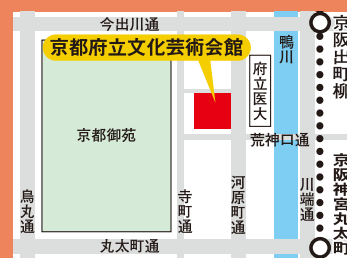 今出川通
京都府立文化芸術会館
鴨川
京阪出町柳
府立医大
京都御苑
荒神口通
烏丸通
寺町通
河原町通
川端通
京阪神宮丸太町
丸太町通